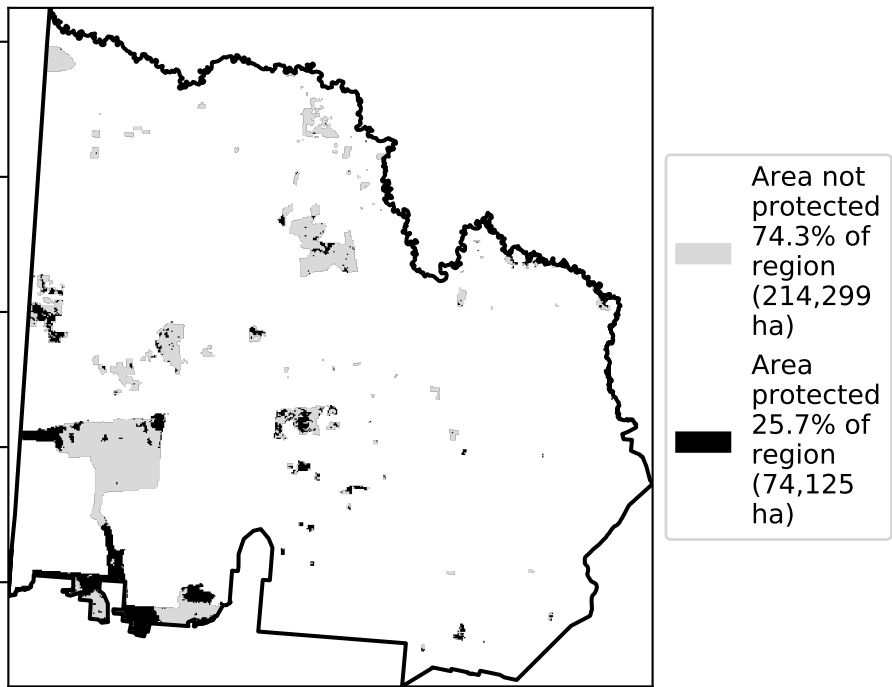 Area not
protected
74.3% of
region
(214,299
ha)
Area
protected
25.7% of
region
(74,125
ha)